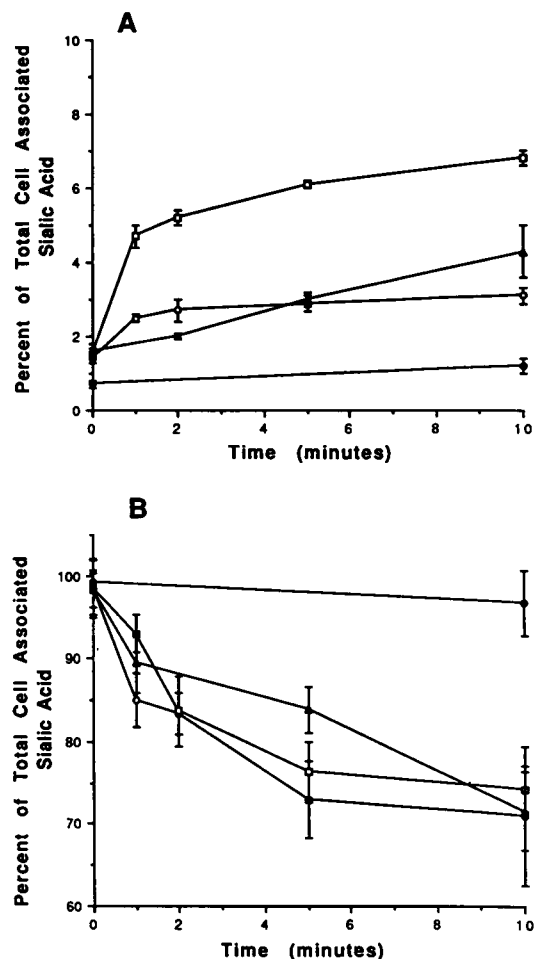 A
10
8
6
4
2
0
Percent of Total Cell Associated
Sialic Acid
0 2 4 6 8 10
Time (minutes)
B
100
90
80
70
60
Percent of Total Cell Associated
Sialic Acid
0 2 4 6 8 10
Time (minutes)